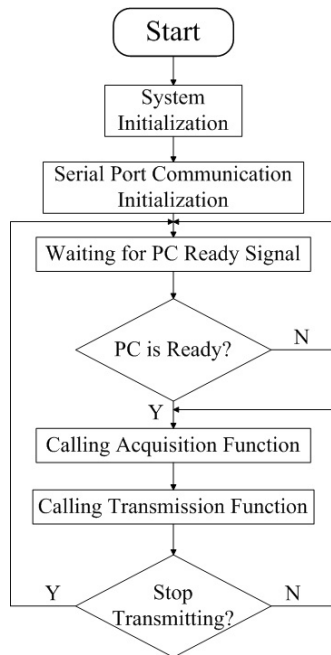 Start
System
Initialization
Serial Port Communication
Initialization
Waiting for PC Ready Signal
PC is Ready?
N
Y
Calling Acquisition Function
Calling Transmission Function
Y
Stop
Transmitting?
N